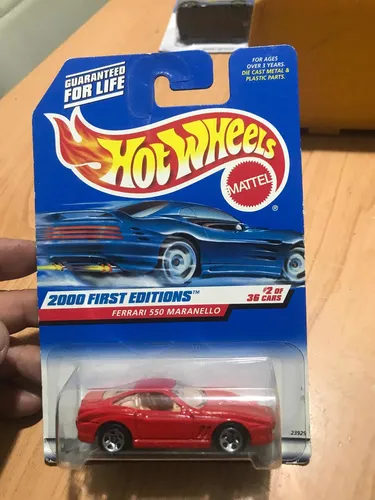 GUARANTEED
FOR LIFE
FOR AGES
OVER 3 YEARS.
DIE CAST METAL &
PLASTIC PARTS.
HOT WHEELS
MATTEL
®
2000 FIRST EDITIONS™
#2 OF
36 CARS
FERRARI 550 MARANELLO
23929